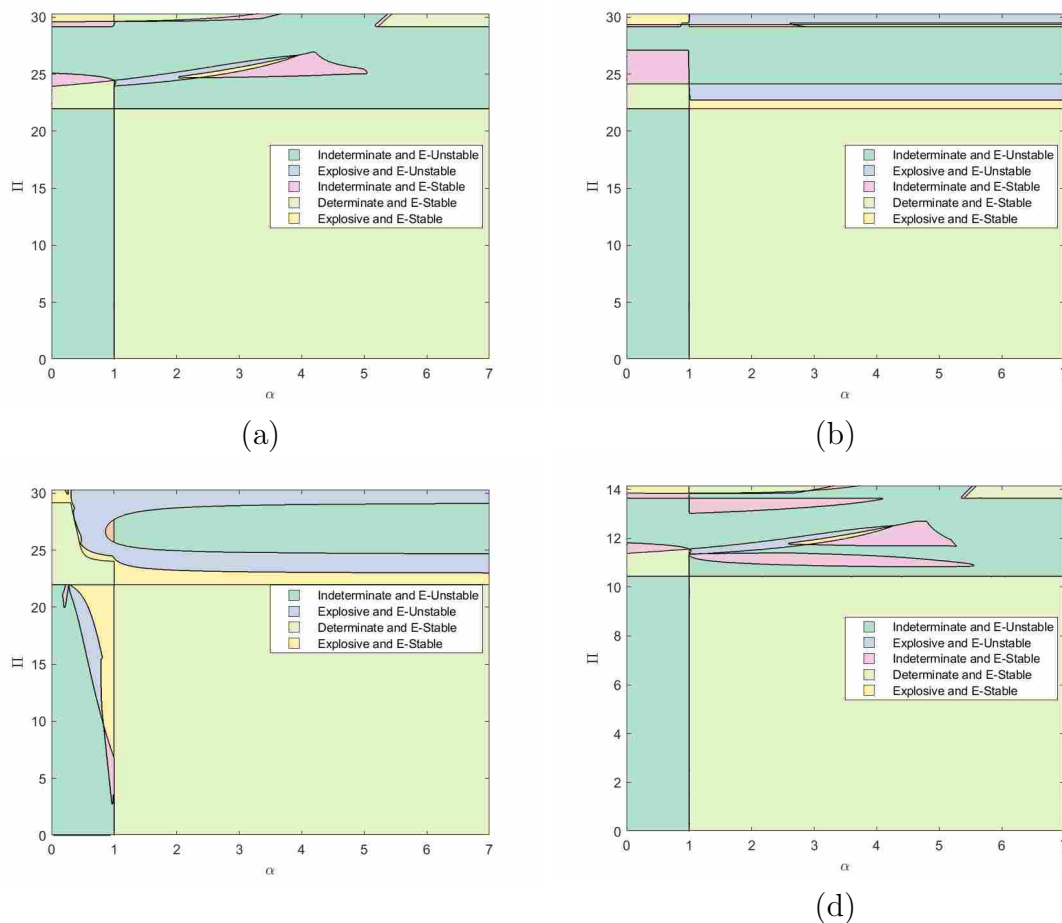 30
25
20
15
10
5
0
Π
0 1 2 3 4 5 6 7
α
Indeterminate and E-Unstable
Explosive and E-Unstable
Indeterminate and E-Stable
Determinate and E-Stable
Explosive and E-Stable
(a)
30
25
20
15
10
5
0
Π
0 1 2 3 4 5 6 7
α
Indeterminate and E-Unstable
Explosive and E-Unstable
Indeterminate and E-Stable
Determinate and E-Stable
Explosive and E-Stable
(b)
30
25
20
15
10
5
0
Π
0 1 2 3 4 5 6 7
α
Indeterminate and E-Unstable
Explosive and E-Unstable
Determinate and E-Stable
Explosive and E-Stable
14
12
10
8
6
4
2
0
Π
0 1 2 3 4 5 6 7
α
Indeterminate and E-Unstable
Explosive and E-Unstable
Indeterminate and E-Stable
Determinate and E-Stable
Explosive and E-Stable
(d)